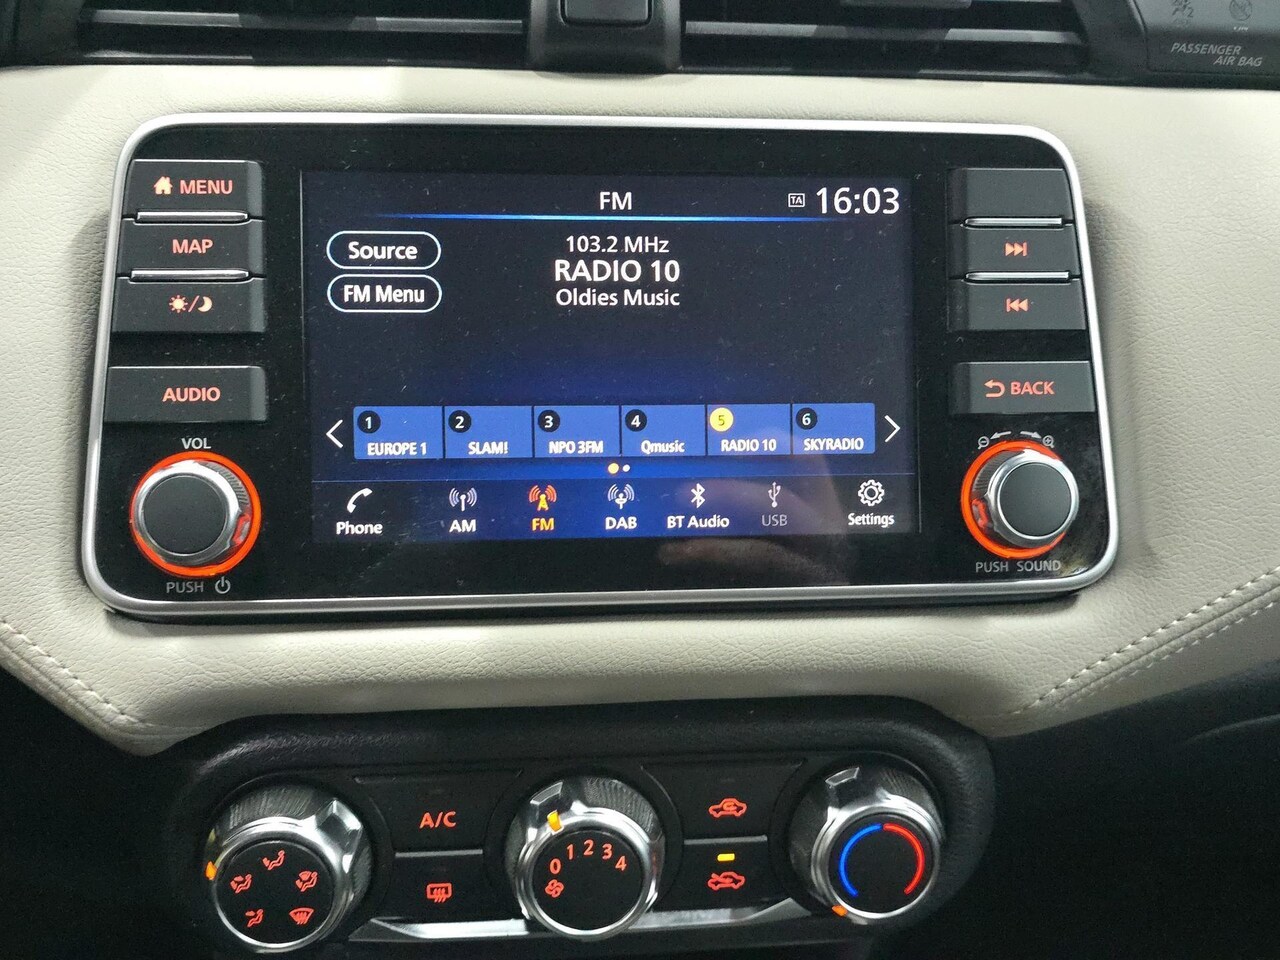 PASSENGER
AIR BAG
MENU
MAP
AUDIO
VOL
PUSH
FM
TA
16:03
Source
FM Menu
103.2 MHz
RADIO 10
Oldies Music
1 EUROPE 1
2 SLAM!
3 NPO 3FM
4 Qmusic
5 RADIO 10
6 SKYRADIO
Phone
AM
FM
DAB
BT Audio
USB
Settings
BACK
PUSH SOUND
A/C
0 1 2 3 4